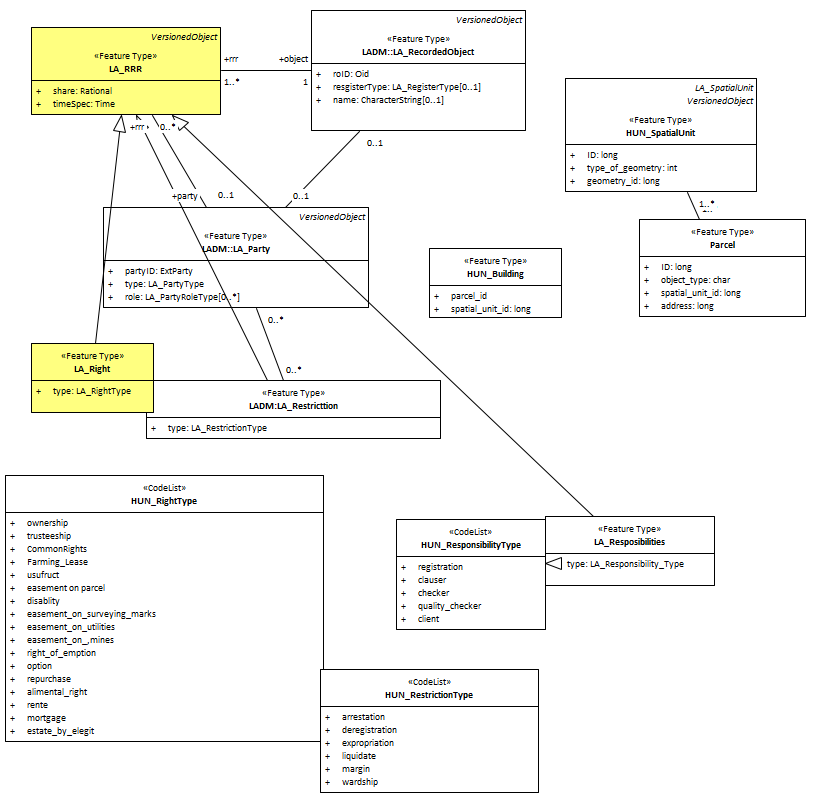 VersionedObject
«Feature Type»
LA_RRR
+ share: Rational
+ timeSpec: Time
+rrr
+object
1..*
1
VersionedObject
«Feature Type»
LADM::LA_RecordedObject
+ roID: Oid
+ resgisterType: LA_RegisterType[0..1]
+ name: CharacterString[0..1]
LA_SpatialUnit
VersionedObject
«Feature Type»
HUN_SpatialUnit
+ ID: long
+ type_of_geometry: int
+ geometry_id: long
+rrr
0..*
0..1
+party
0..1
0..1
1..*
VersionedObject
«Feature Type»
LADM::LA_Party
+ partyID: ExtParty
+ type: LA_PartyType
+ role: LA_PartyRoleType[0..*]
«Feature Type»
HUN_Building
+ parcel_id
+ spatial_unit_id: long
«Feature Type»
Parcel
+ ID: long
+ object_type: char
+ spatial_unit_id: long
+ address: long
0..*
0..*
«Feature Type»
LA_Right
+ type: LA_RightType
«Feature Type»
LADM:LA_Restricttion
+ type: LA_RestrictionType
«CodeList»
HUN_RightType
+ ownership
+ trusteeship
+ CommonRights
+ Farming_Lease
+ usufruct
+ easement on parcel
+ disablity
+ easement_on_surveying_marks
+ easement_on_utilities
+ easement_on_,mines
+ right_of_emption
+ option
+ repurchase
+ alimental_right
+ rente
+ mortgage
+ estate_by_elegit
«CodeList»
HUN_ResponsibilityType
+ registration
+ clauser
+ checker
+ quality_checker
+ client
«Feature Type»
LA_Resposibilities
type: LA_Responsibility_Type
«CodeList»
HUN_RestrictionType
+ arrestation
+ deregistration
+ expropriation
+ liquidate
+ margin
+ wardship